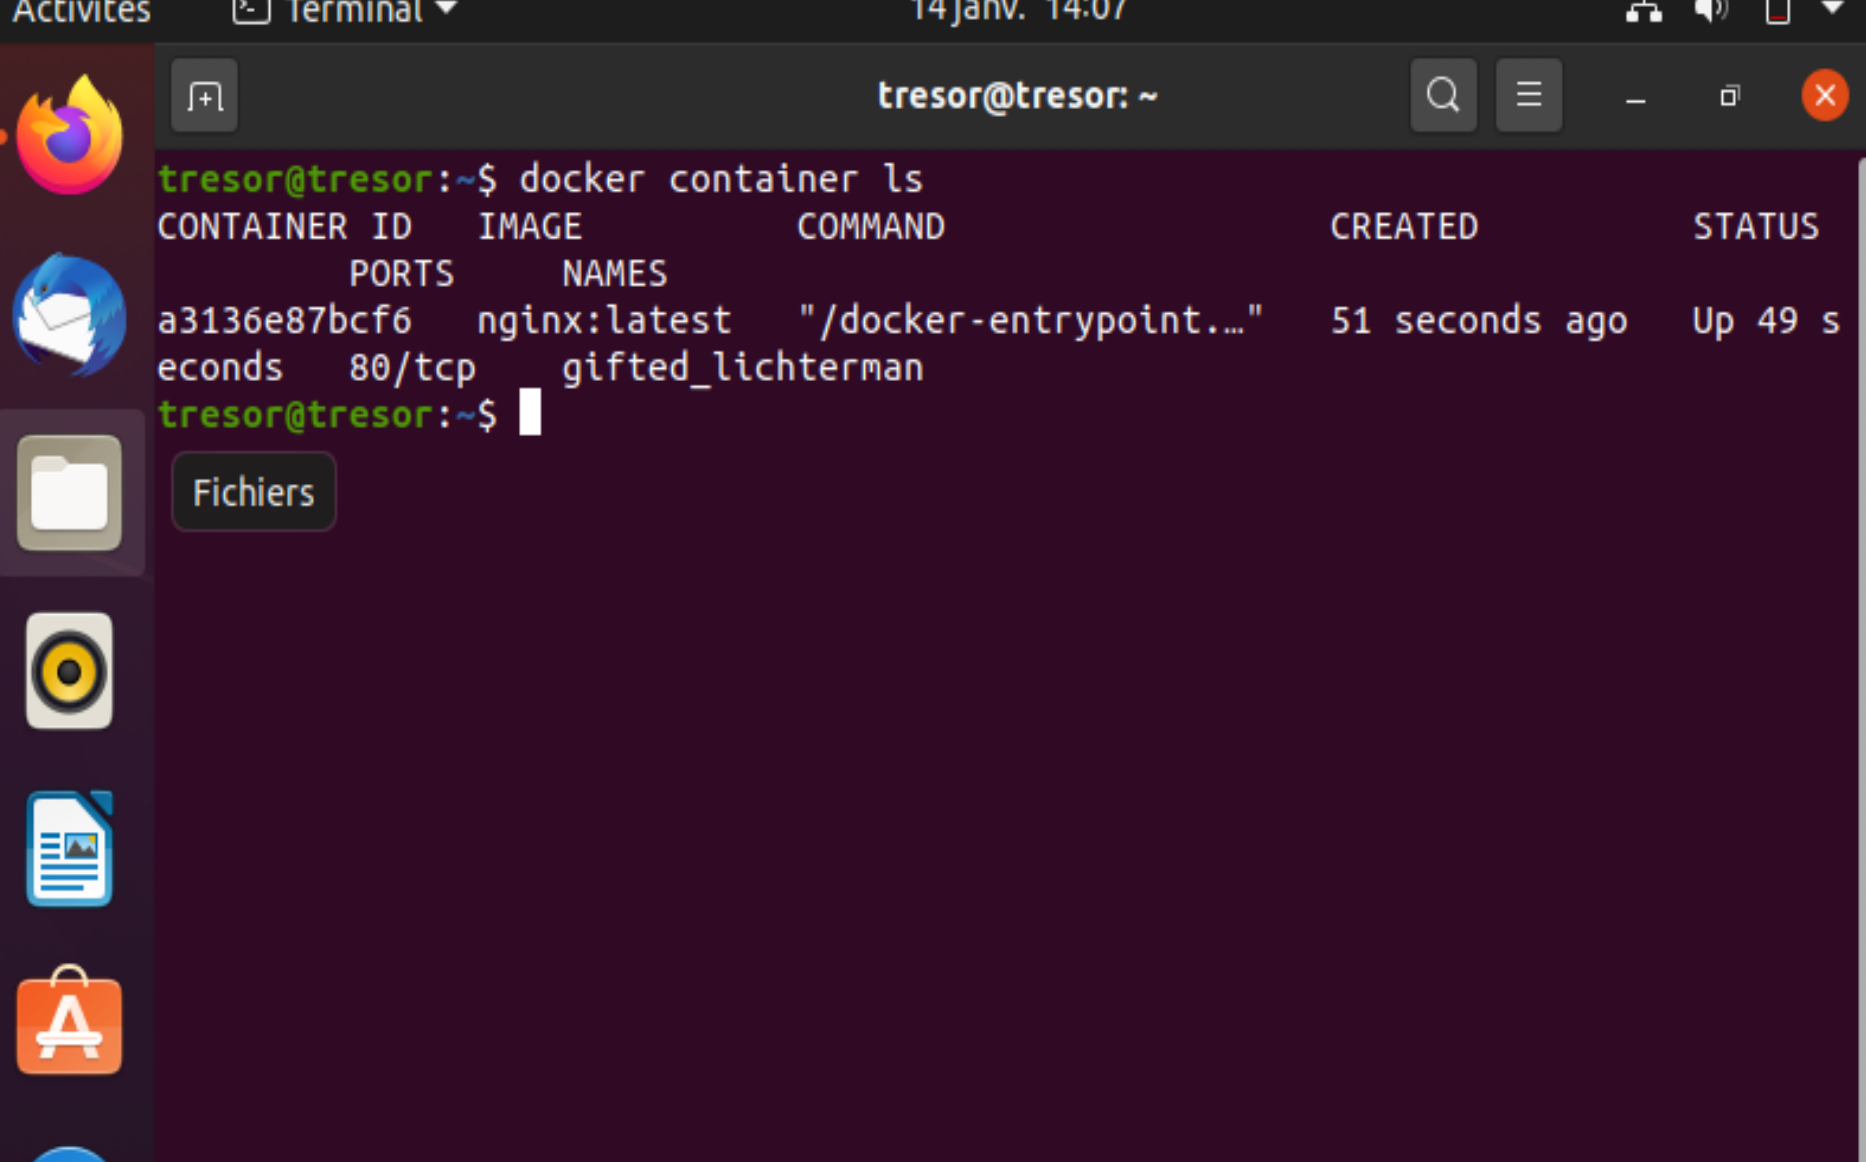 Activités Terminal 14 janv. 14:07
tresor@tresor: ~
tresor@tresor:~$ docker container ls
CONTAINER ID IMAGE COMMAND CREATED STATUS
PORTS NAMES
a3136e87bcf6 nginx:latest "/docker-entrypoint.…" 51 seconds ago Up 49 s
econds 80/tcp gifted_lichterman
tresor@tresor:~$
Fichiers